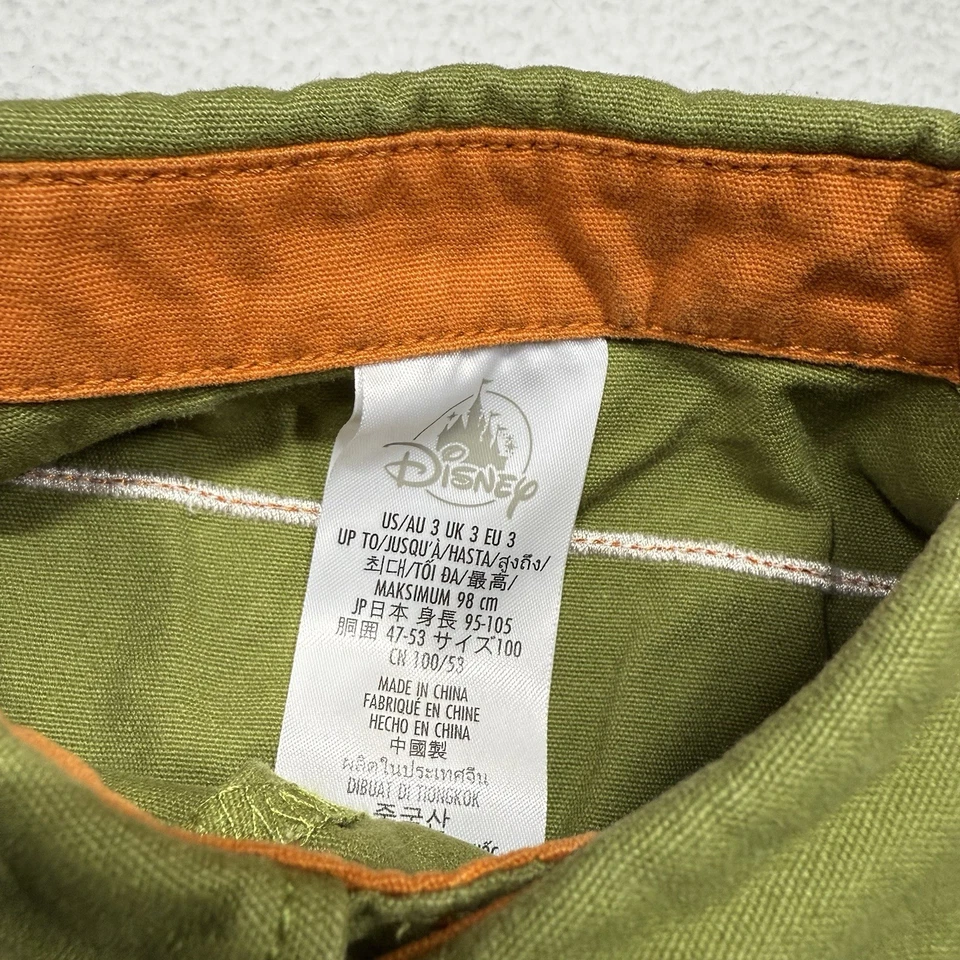 Disney
US/AU 3 UK 3 EU 3
UP TO/JUSQU'À/HASTA/สูงถึง/
최대/TỐI ĐA/最高/
MAKSIMUM 98 cm
JP日本 身長 95-105
胴囲 47-53 サイズ100
CN 100/53
MADE IN CHINA
FABRIQUÉ EN CHINE
HECHO EN CHINA
中國製
ผลิตในประเทศจีน
DIBUAT DI TIONGKOK
중국산